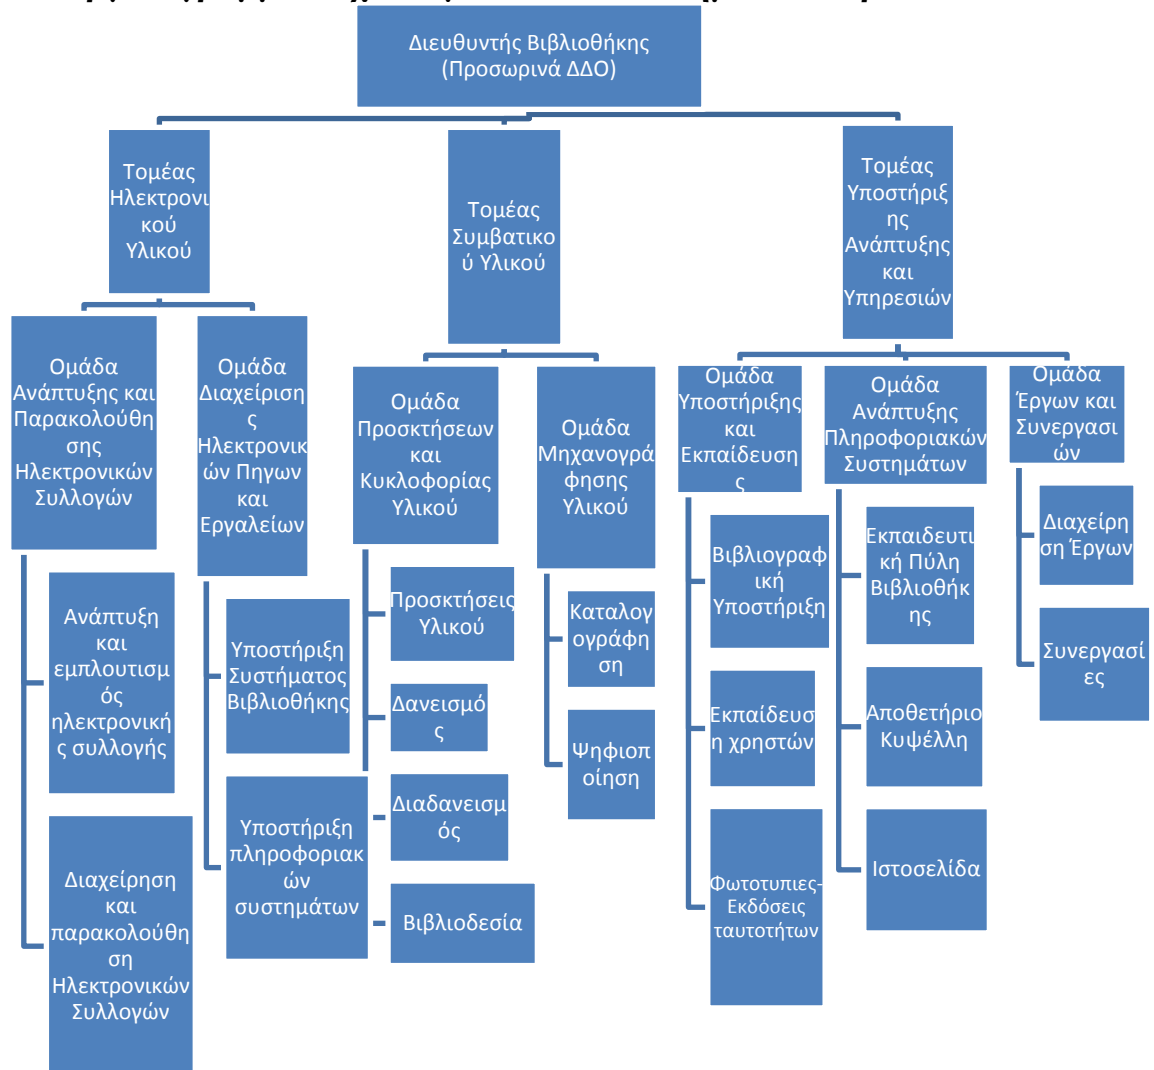 Διευθυντής Βιβλιοθήκης
(Προσωρινά ΔΔΟ)
Τομέας
Ηλεκτρονι
κού
Υλικού
Τομέας
Συμβατικο
ύ Υλικού
Τομέας
Υποστήριξ
ης
Ανάπτυξης
και
Υπηρεσιών
Ομάδα
Ανάπτυξης και
Παρακολούθη
σης
Ηλεκτρονικών
Συλλογών
Ομάδα
Διαχείριση
ς
Ηλεκτρονικ
ών Πηγων
και
Εργαλείων
Ομάδα
Προσκτήσεων
και
Κυκλοφορίας
Υλικού
Ομάδα
Μηχανογρά
φησης
Υλικού
Ομάδα
Υποστήριξης
και
Εκπαίδευση
ς
Ομάδα
Ανάπτυξης
Πληροφοριακών
Συστημάτων
Ομάδα
Έργων και
Συνεργασι
ών
Ανάπτυξη
και
εμπλουτισμ
ός
ηλεκτρονική
ς συλλογής
Διαχείρηση
και
παρακολούθη
ση
Ηλεκτρονικών
Συλλογών
Υποστήριξη
Συστήματος
Βιβλιοθήκης
Υποστήριξη
πληροφοριακ
ών
συστημάτων
Προσκτήσεις
Υλικού
Δανεισμό
ς
Διαδανεισμ
ός
Βιβλιοδεσία
Καταλογ
ογράφη
ση
Ψηφιοπ
οίηση
Βιβλιογραφ
ική
Υποστήριξη
Εκπαίδευσ
η χρηστών
Φωτοτυπιες-
Εκδόσεις
ταυτοτήτων
Εκπαιδευτι
κή Πύλη
Βιβλιοθήκ
ης
Αποθετήριο
Κυψέλλη
Ιστοσελίδα
Διαχείρη
ση Έργων
Συνεργασί
ες